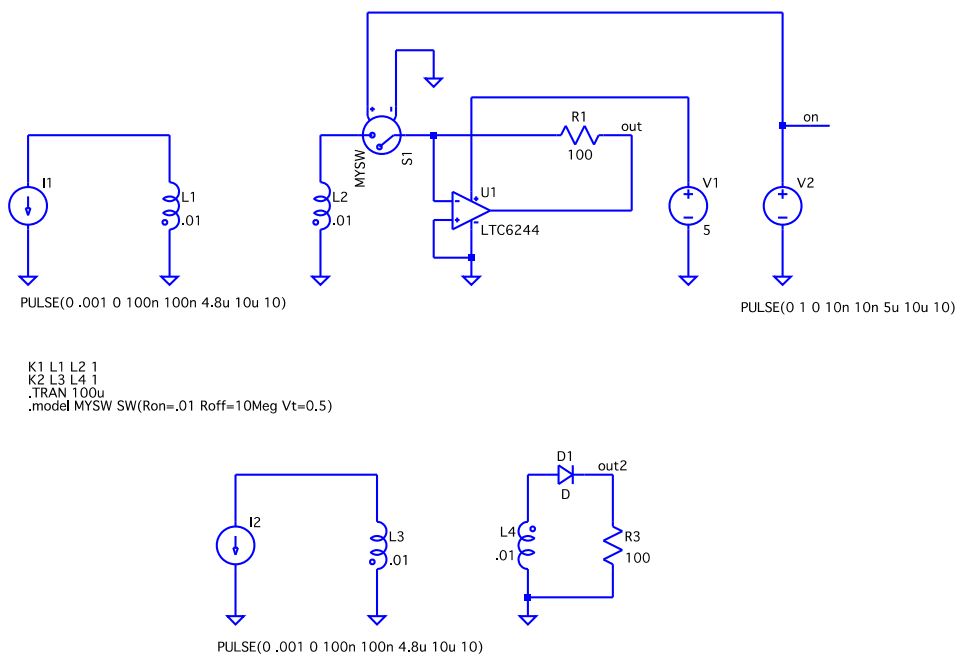 on
R1
out
100
MYSW
S1
I1
L1
.01
L2
.01
U1
LTC6244
V1
5
V2
PULSE(0 .001 0 100n 100n 4.8u 10u 10)
PULSE(0 1 0 10n 10n 5u 10u 10)
K1 L1 L2 1
K2 L3 L4 1
.TRAN 100u
.model MYSW SW(Ron=.01 Roff=10Meg Vt=0.5)
D1
out2
D
I2
L3
.01
L4
.01
R3
100
PULSE(0 .001 0 100n 100n 4.8u 10u 10)